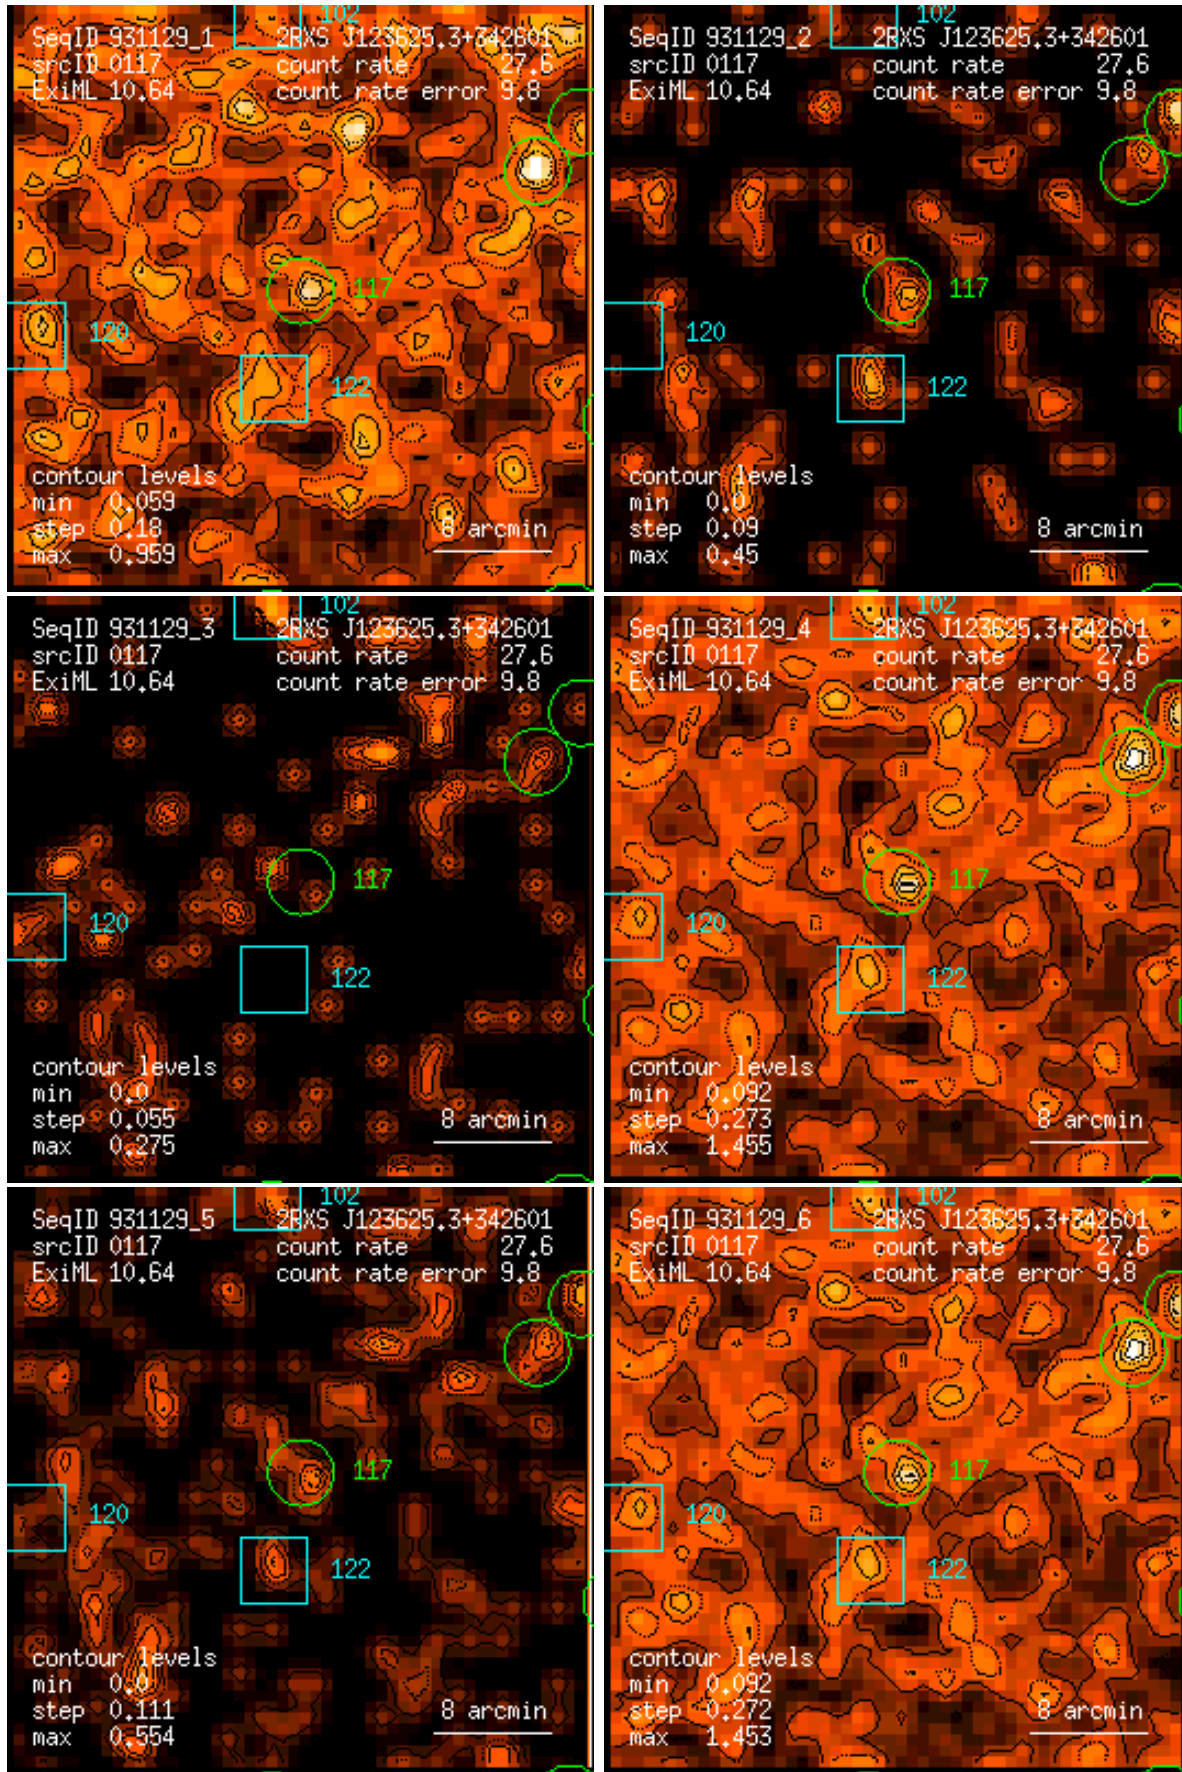 102
SeqID 931129_1 2RXS J123625.3+342601
srcID 0117 count rate 27.6
ExiML 10.64 count rate error 9.8
117
120
122
contour levels
min 0.059
step 0.18 8 arcmin
max 0.959
102
SeqID 931129_2 2RXS J123625.3+342601
srcID 0117 count rate 27.6
ExiML 10.64 count rate error 9.8
117
120
122
contour levels
min 0.0
step 0.09 8 arcmin
max 0.45
102
SeqID 931129_3 2RXS J123625.3+342601
srcID 0117 count rate 27.6
ExiML 10.64 count rate error 9.8
117
120
122
contour levels
min 0.0
step 0.055 8 arcmin
max 0.275
102
SeqID 931129_4 2RXS J123625.3+342601
srcID 0117 count rate 27.6
ExiML 10.64 count rate error 9.8
117
120
122
contour levels
min 0.092
step 0.273 8 arcmin
max 1.455
102
SeqID 931129_5 2RXS J123625.3+342601
srcID 0117 count rate 27.6
ExiML 10.64 count rate error 9.8
117
120
122
contour levels
min 0.0
step 0.111 8 arcmin
max 0.554
102
SeqID 931129_6 2RXS J123625.3+342601
srcID 0117 count rate 27.6
ExiML 10.64 count rate error 9.8
117
120
122
contour levels
min 0.092
step 0.272 8 arcmin
max 1.453